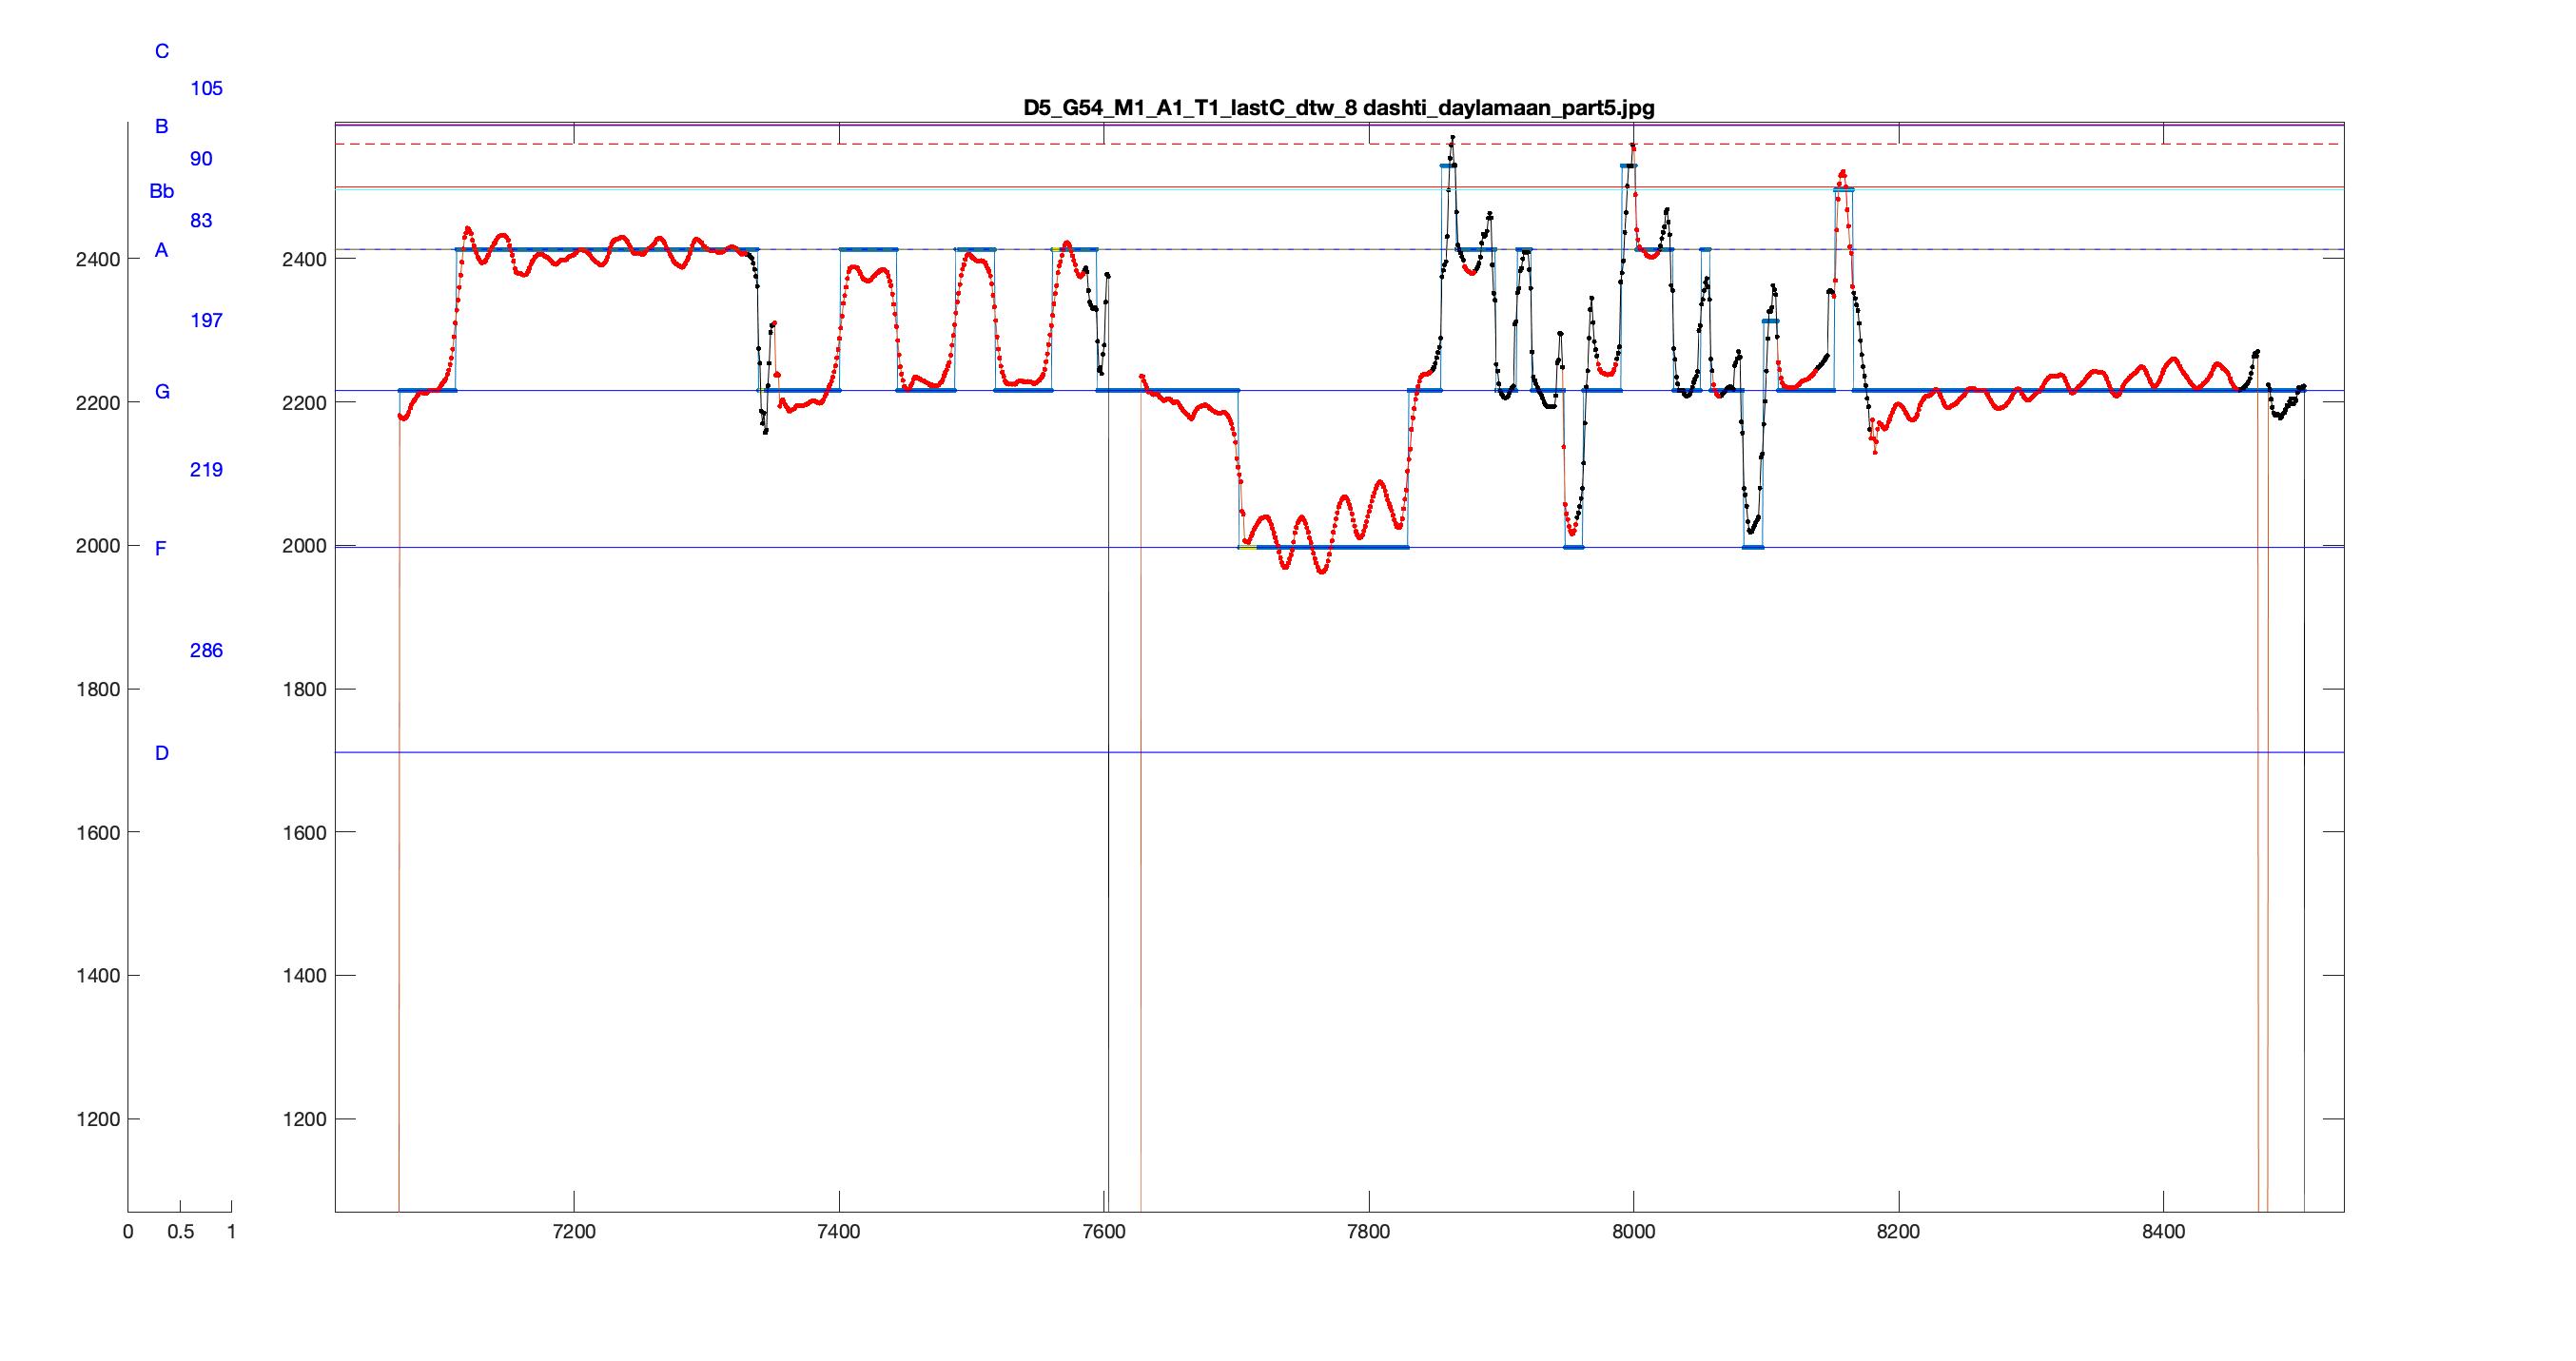 C
105
D5_G54_M1_A1_T1_lastC_dtw_8 dashti_daylamaan_part5.jpg
B
90
Bb
83
A
2400 2400
197
G
2200 2200
219
F
2000 2000
286
1800 1800
D
1600 1600
1400 1400
1200 1200
0 0.5 1 7200 7400 7600 7800 8000 8200 8400